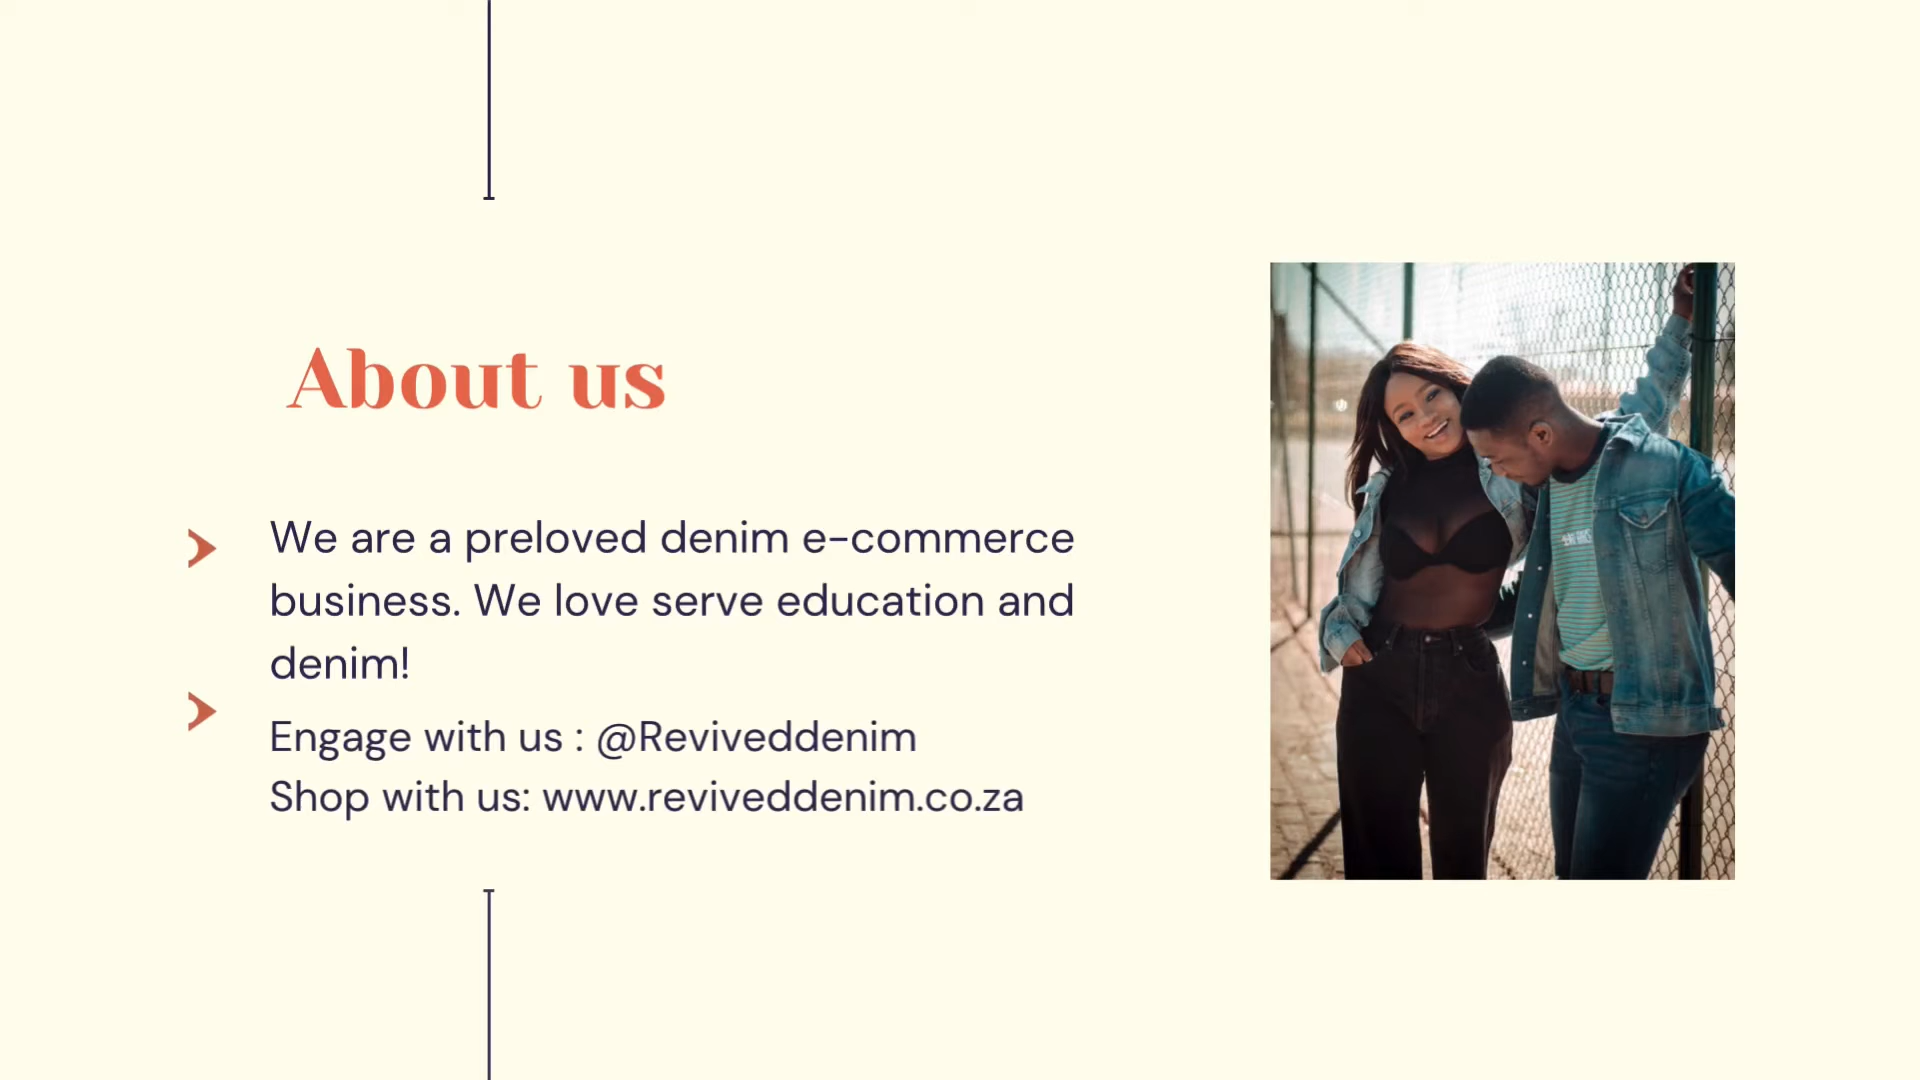 About us
We are a preloved denim e-commerce
business. We love serve education and
denim!
Engage with us : @Reviveddenim
Shop with us: www.reviveddenim.co.za